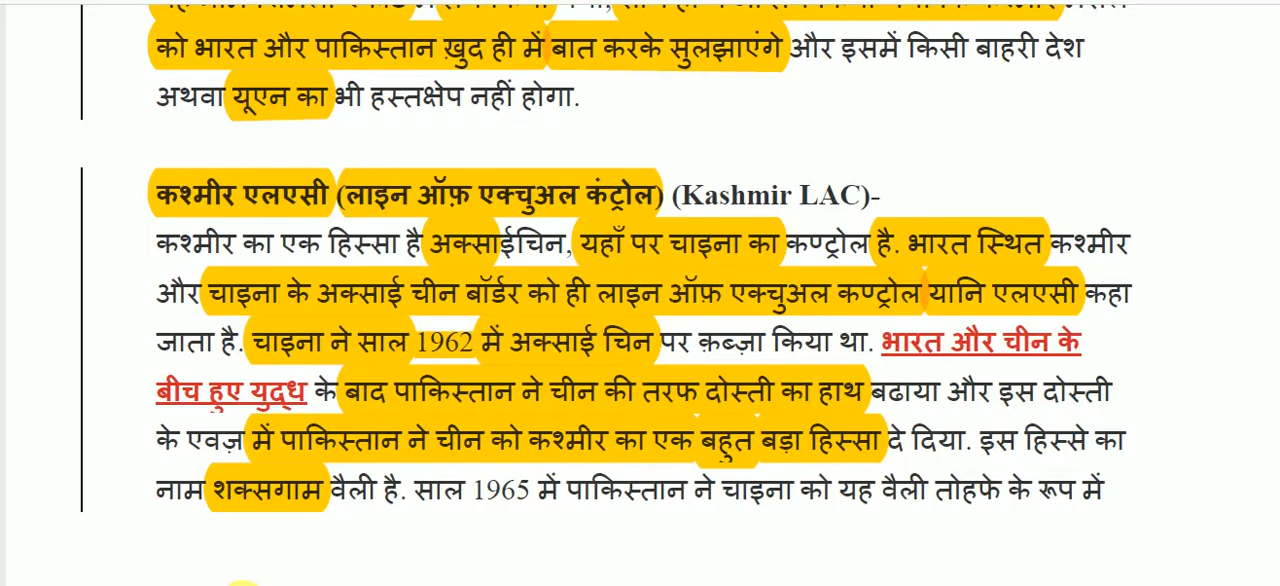 को भारत और पाकिस्तान ख़ुद ही में बात करके सुलझाएंगे और इसमें किसी बाहरी देश
अथवा यूएन का भी हस्तक्षेप नहीं होगा.
कश्मीर एलएसी (लाइन ऑफ़ एक्चुअल कंट्रोल) (Kashmir LAC)-
कश्मीर का एक हिस्सा है अक्साईचिन, यहाँ पर चाइना का कण्ट्रोल है. भारत स्थित कश्मीर
और चाइना के अक्साई चीन बॉर्डर को ही लाइन ऑफ़ एक्चुअल कण्ट्रोल यानि एलएसी कहा
जाता है. चाइना ने साल 1962 में अक्साई चिन पर क़ब्ज़ा किया था. भारत और चीन के
बीच हुए युद्ध के बाद पाकिस्तान ने चीन की तरफ दोस्ती का हाथ बढाया और इस दोस्ती
के एवज़ में पाकिस्तान ने चीन को कश्मीर का एक बहुत बड़ा हिस्सा दे दिया. इस हिस्से का
नाम शक्सगाम वैली है. साल 1965 में पाकिस्तान ने चाइना को यह वैली तोहफे के रूप में